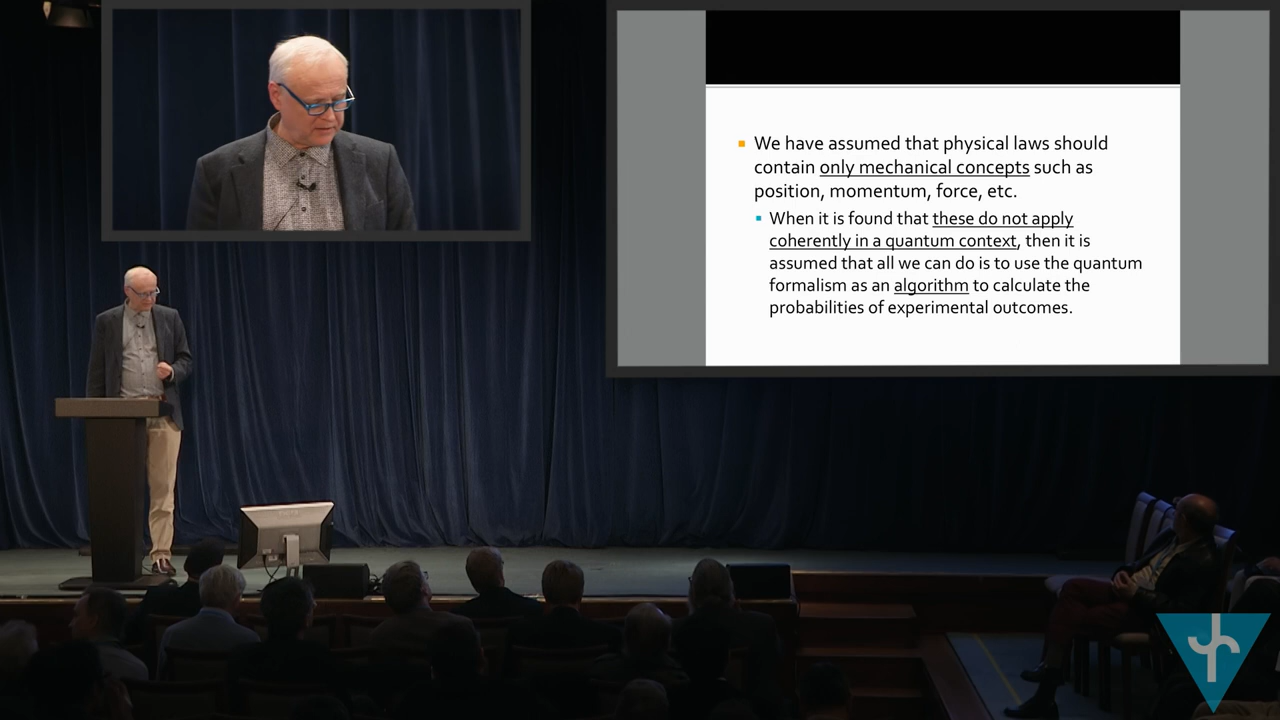 We have assumed that physical laws should
contain only mechanical concepts such as
position, momentum, force, etc.
When it is found that these do not apply
coherently in a quantum context, then it is
assumed that all we can do is to use the quantum
formalism as an algorithm to calculate the
probabilities of experimental outcomes.